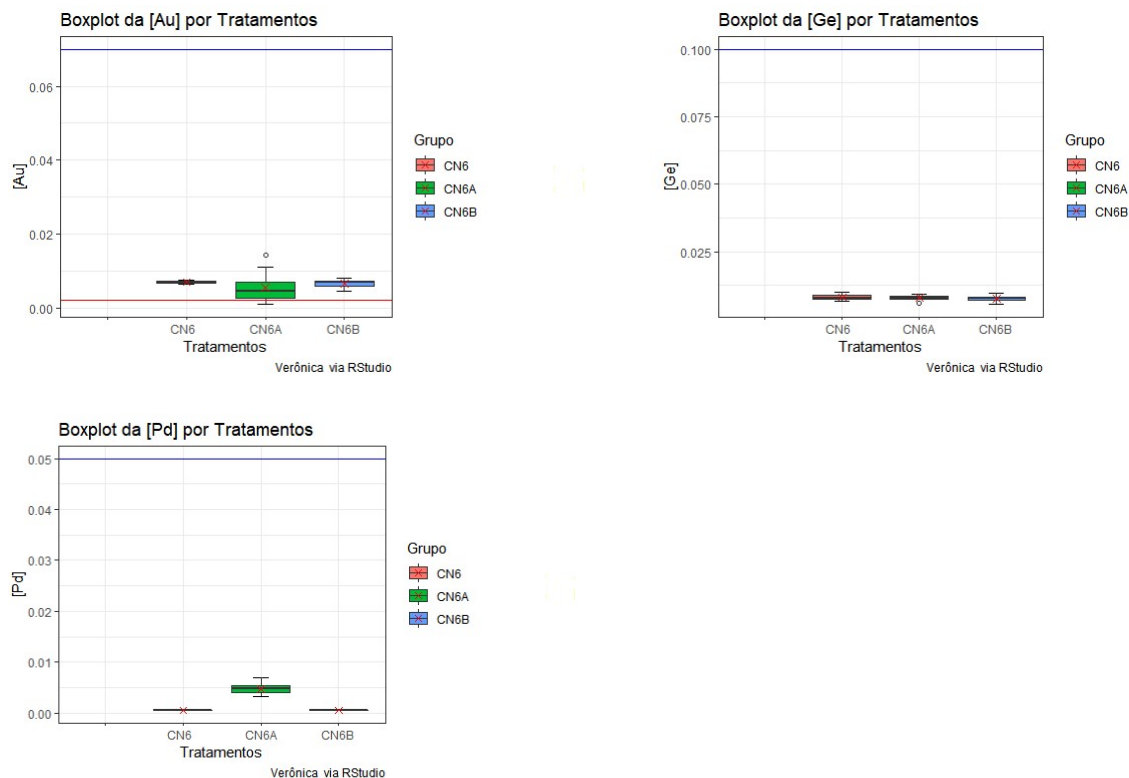 Boxplot da [Au] por Tratamentos
[Au]
0.06
0.04
0.02
0.00
CN6 CN6A CN6B
Tratamentos
Verônica via RStudio
Grupo
CN6
CN6A
CN6B
Boxplot da [Ge] por Tratamentos
[Ge]
0.100
0.075
0.050
0.025
CN6 CN6A CN6B
Tratamentos
Verônica via RStudio
Grupo
CN6
CN6A
CN6B
Boxplot da [Pd] por Tratamentos
[Pd]
0.05
0.04
0.03
0.02
0.01
0.00
CN6 CN6A CN6B
Tratamentos
Verônica via RStudio
Grupo
CN6
CN6A
CN6B